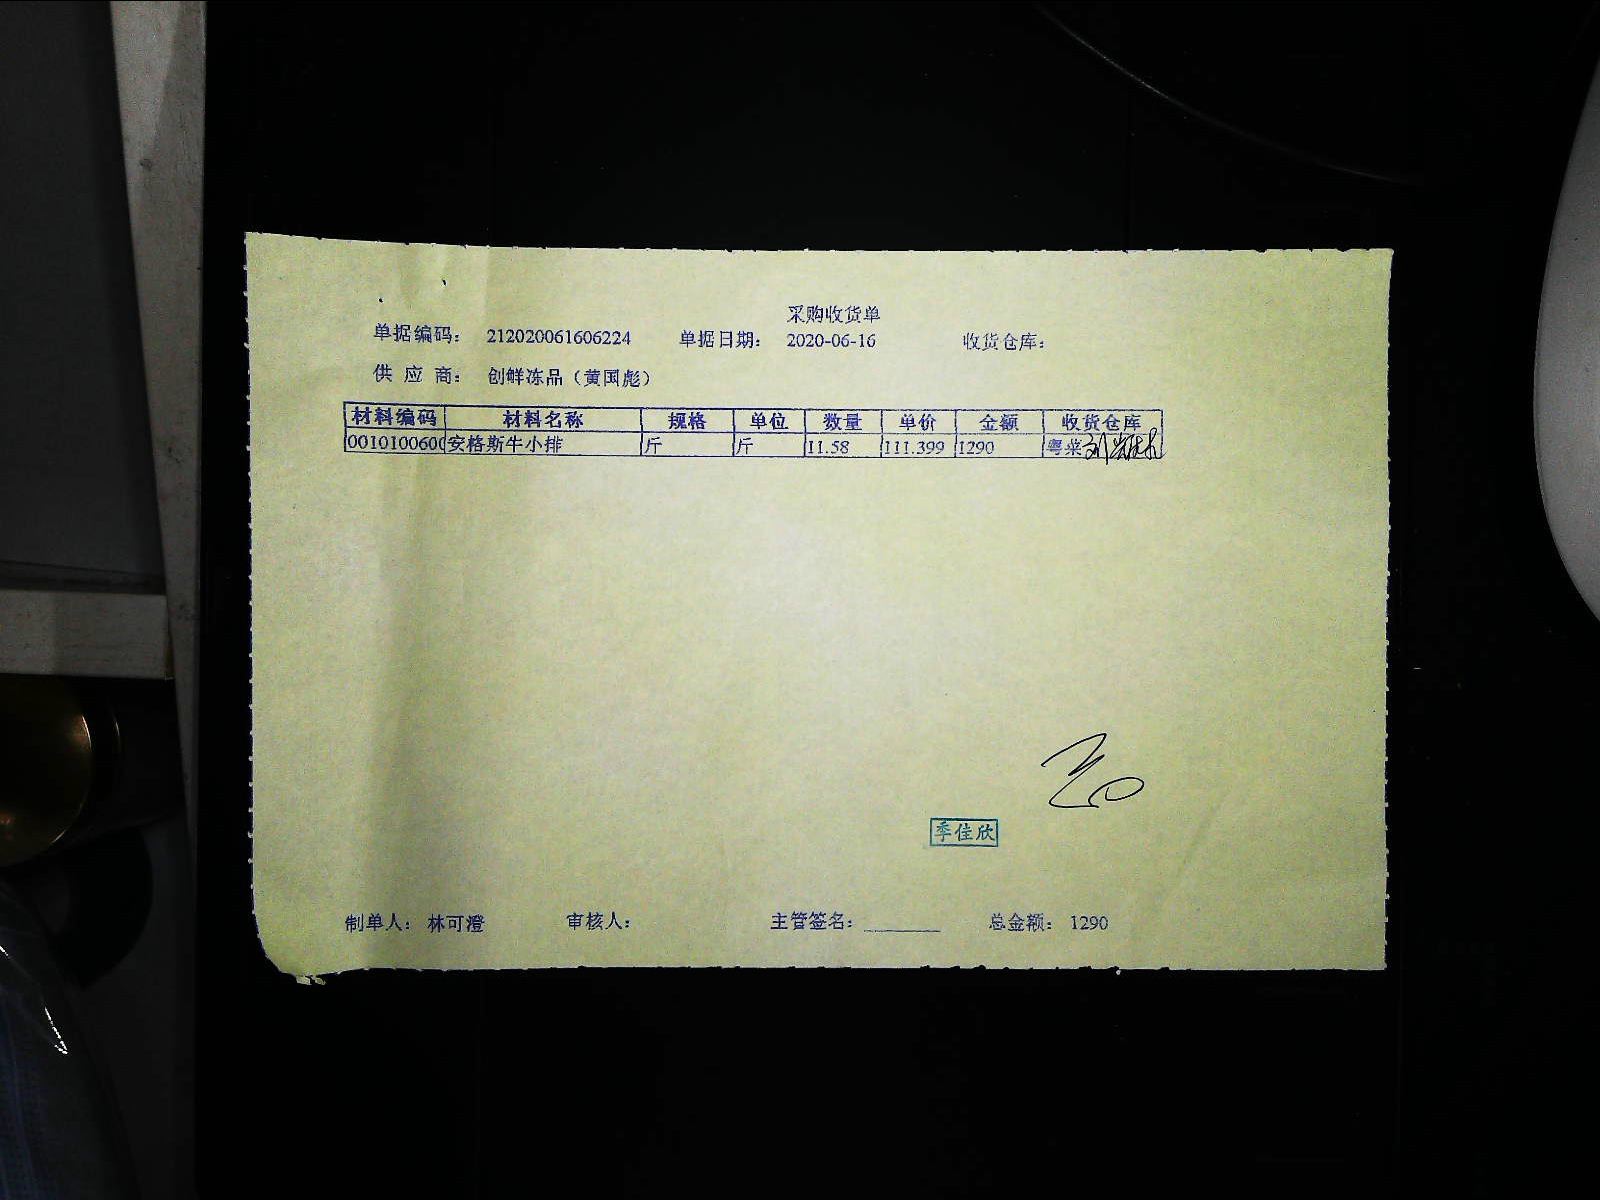 采购收货单
单据编码: 212020061606224 单据日期: 2020-06-16 收货仓库:
供 应 商: 创鲜冻品（黄国彪）
材料编码 材料名称 规格 单位 数量 单价 金额 收货仓库
0010100600 安格斯牛小排 斤 斤 11.58 111.399 1290 粤菜
季佳欣
制单人: 林可澄 审核人: 主管签名: ________ 总金额: 1290